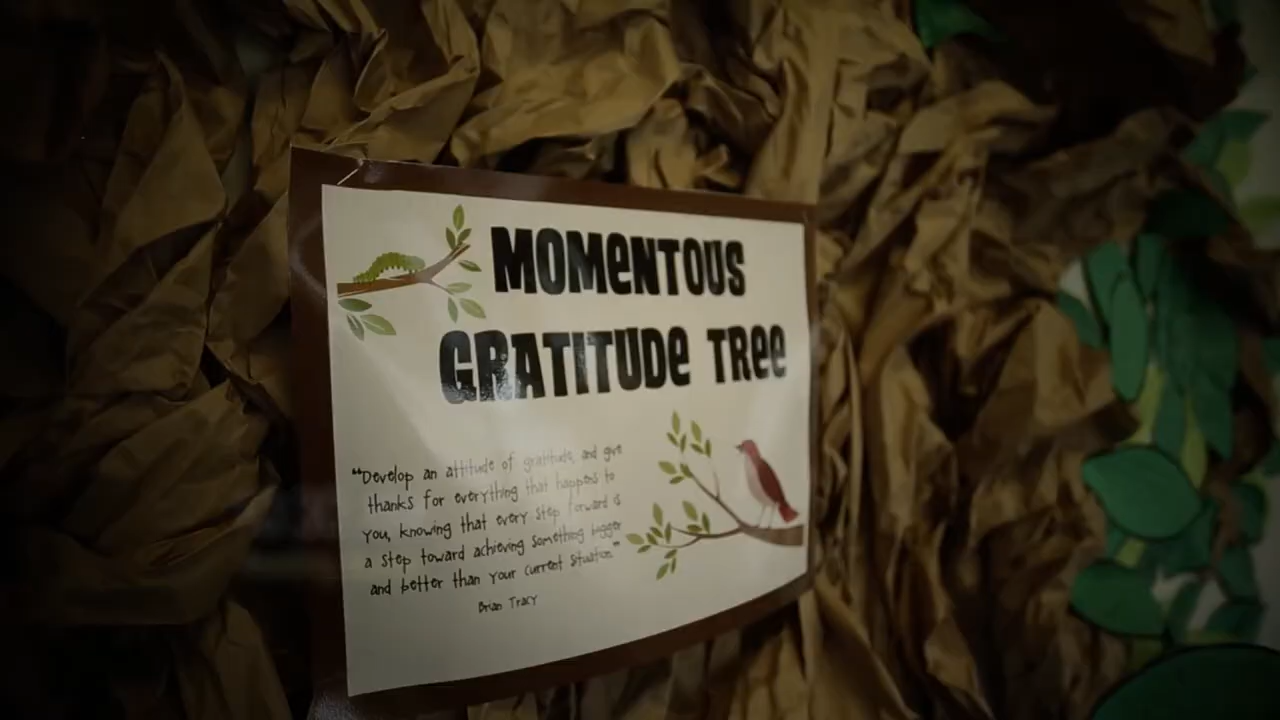 MOMeNTOUS
GRATITUDe TRee
“Develop an attitude of gratitude, and give
thanks for everything that happens to
you, knowing that every step forward is
a step toward achieving something bigger
and better than your current situation.”
Brian Tracy